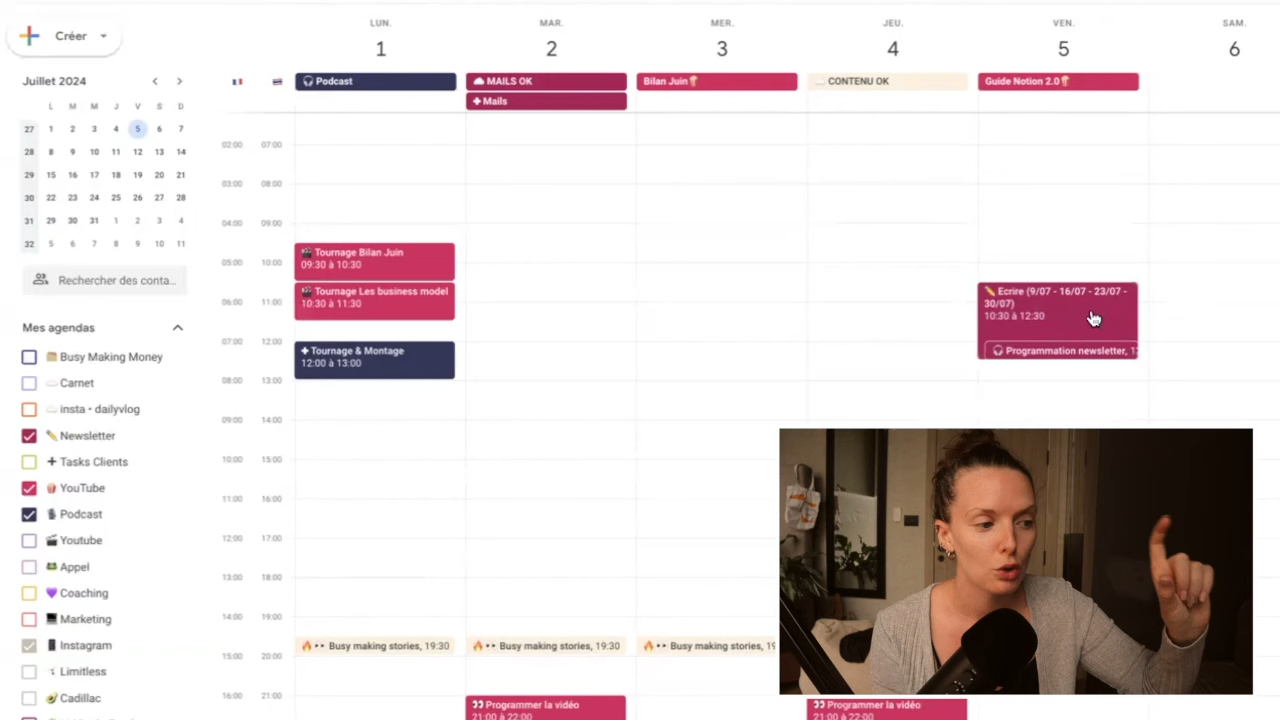 Créer
LUN. MAR. MER. JEU. VEN. SAM.
1 2 3 4 5 6
Juillet 2024
L M M J V S D
27 1 2 3 4 5 6 7
28 8 9 10 11 12 13 14
29 15 16 17 18 19 20 21
30 22 23 24 25 26 27 28
31 29 30 31 1 2 3 4
32 5 6 7 8 9 10 11
Rechercher des conta...
Mes agendas
Busy Making Money
Carnet
insta • dailyvlog
Newsletter
Tasks Clients
YouTube
Podcast
Youtube
Appel
Coaching
Marketing
Instagram
Limitless
Cadillac
Podcast
MAILS OK
Mails
Bilan Juin
CONTENU OK
Guide Notion 2.0
02:00 07:00
03:00 08:00
04:00 09:00
05:00 10:00
06:00 11:00
07:00 12:00
08:00 13:00
09:00 14:00
10:00 15:00
11:00 16:00
12:00 17:00
13:00 18:00
14:00 19:00
15:00 20:00
16:00 21:00
Tournage Bilan Juin
09:30 à 10:30
Tournage Les business model
10:30 à 11:30
Tournage & Montage
12:00 à 13:00
Ecrire (9/07 - 16/07 - 23/07 -
30/07)
10:30 à 12:30
Programmation newsletter, 1
Busy making stories, 19:30
Busy making stories, 19:30
Busy making stories, 19
Programmer la vidéo
21:00 à 22:00
Programmer la vidéo
21:00 à 22:00